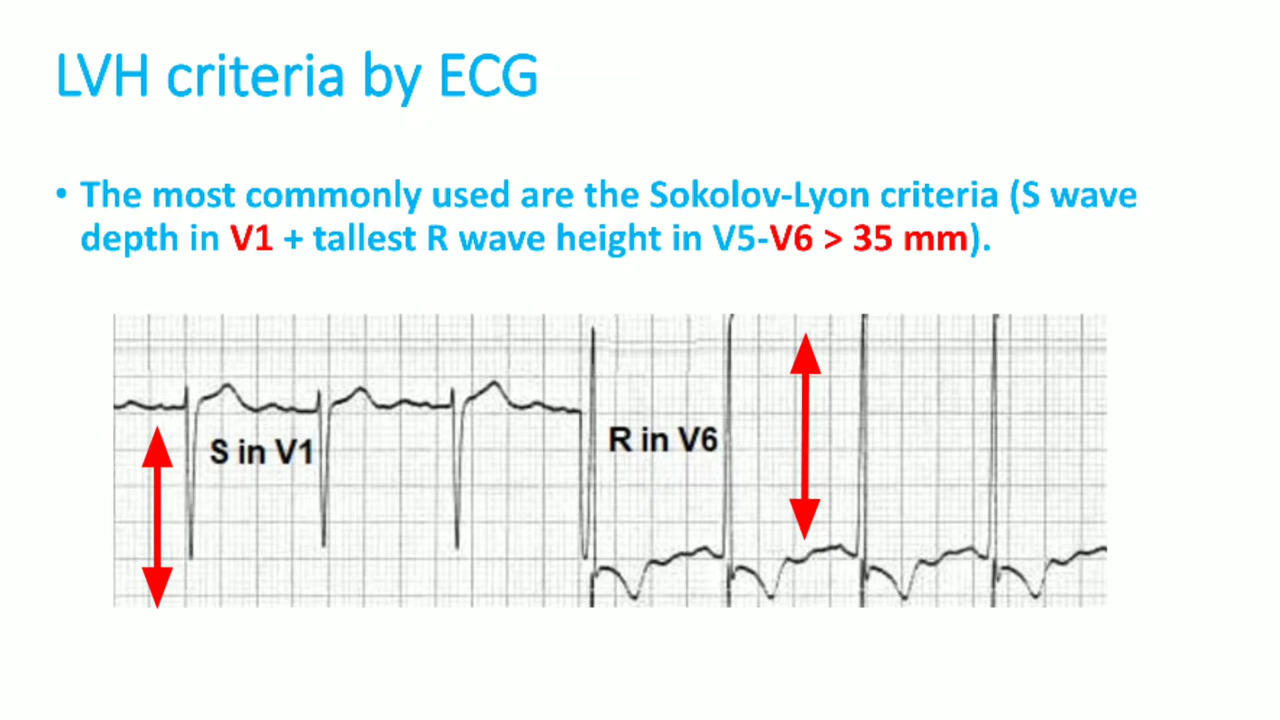 LVH criteria by ECG
• The most commonly used are the Sokolov-Lyon criteria (S wave
depth in V1 + tallest R wave height in V5-V6 > 35 mm).
S in V1
R in V6